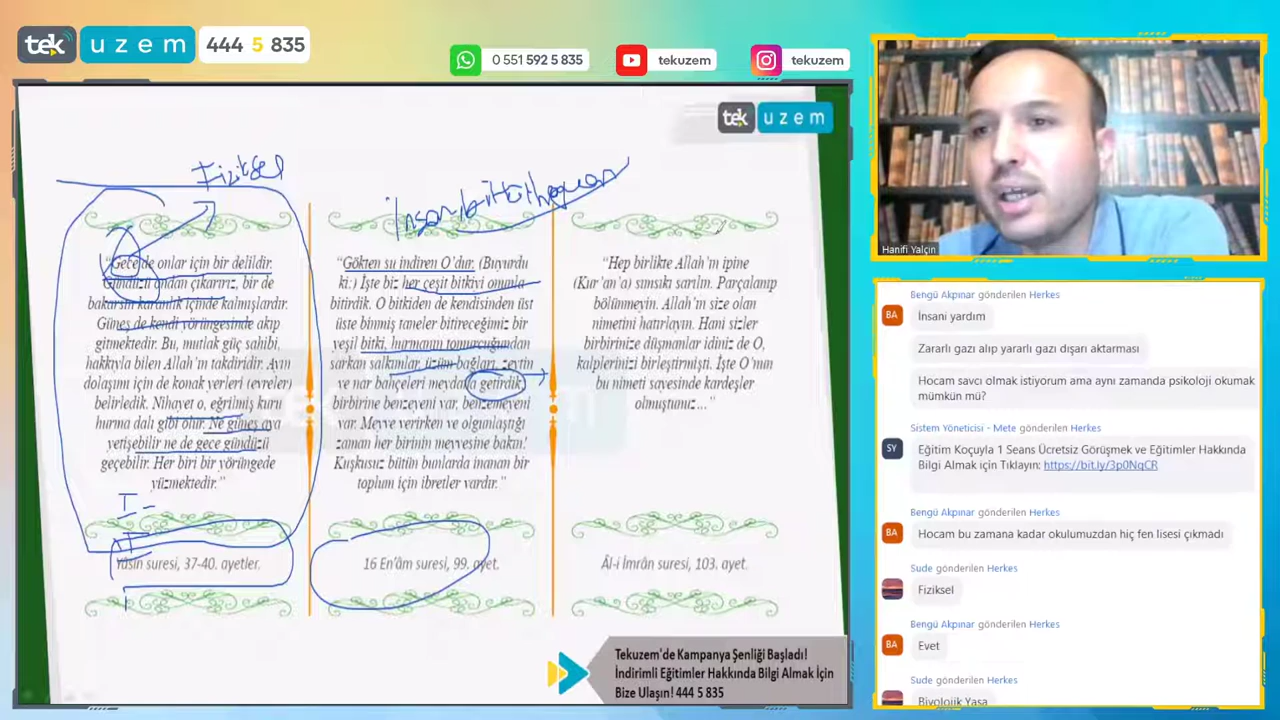 tek uzem 444 5 835
0 551 592 5 835
tekuzem
tekuzem
tek uzem
Fizitsel
"Gece de onlar için bir delildir.
Gündüzü ondan çıkarırız, bir de
bakarsın karanlık içinde kalmışlardır.
Güneş de kendi yörüngesinde akıp
gitmektedir. Bu, mutlak güç sahibi,
hakkıyla bilen Allah'ın takdiridir. Ayın
dolaşımı için de konak yerleri (evreler)
belirledik. Nihayet o, eğrilmiş kuru
hurma dalı gibi olur. Ne güneş aya
yetişebilir ne de gece gündüzü
geçebilir. Her biri bir yörüngede
yüzmektedir."
Yâsîn suresi, 37-40. ayetler.
"Gökten su indiren O'dur. (Buyurdu
ki:) İşte biz her çeşit bitkiyi onunla
bitirdik. O bitkiden de kendisinden üst
üste binmiş taneler bitireceğimiz bir
yeşil bitki, hurmanın tomurcuğundan
sarkan salkımlar, üzüm bağları, zeytin
ve nar bahçeleri meydana getirdik,
birbirine benzeyeni var, benzemeyeni
var. Meyve verirken ve olgunlaştığı
zaman her birinin meyvesine bakın!
Kuşkusuz bütün bunlarda inanan bir
toplum için ibretler vardır."
16 En'âm suresi, 99. ayet.
"Hep birlikte Allah'ın ipine
(Kur'an'a) sımsıkı sarılın. Parçalanıp
bölünmeyin. Allah'ın size olan
nimetini hatırlayın. Hani sizler
birbirinize düşmanlar idiniz de O,
kalplerinizi birleştirmişti. İşte O'nun
bu nimeti sayesinde kardeşler
olmuştunuz..."
Âl-i İmrân suresi, 103. ayet.
Tekuzem'de Kampanya Şenliği Başladı!
İndirimli Eğitimler Hakkında Bilgi Almak İçin
Bize Ulaşın! 444 5 835
Hanifi Yalçın
Bengü Akpınar gönderilen Herkes
BA
İnsani yardım
Zararlı gazı alıp yararlı gazı dışarı aktarması
Hocam savcı olmak istiyorum ama aynı zamanda psikoloji okumak
mümkün mü?
Sistem Yöneticisi - Mete gönderilen Herkes
SY
Eğitim Koçuyla 1 Seans Ücretsiz Görüşmek ve Eğitimler Hakkında
Bilgi Almak için Tıklayın: https://bit.ly/3p0NqCR
Bengü Akpınar gönderilen Herkes
BA
Hocam bu zamana kadar okulumuzdan hiç fen lisesi çıkmadı
Sude gönderilen Herkes
Fiziksel
Bengü Akpınar gönderilen Herkes
BA
Evet
Sude gönderilen Herkes
Biyolojik Yasa